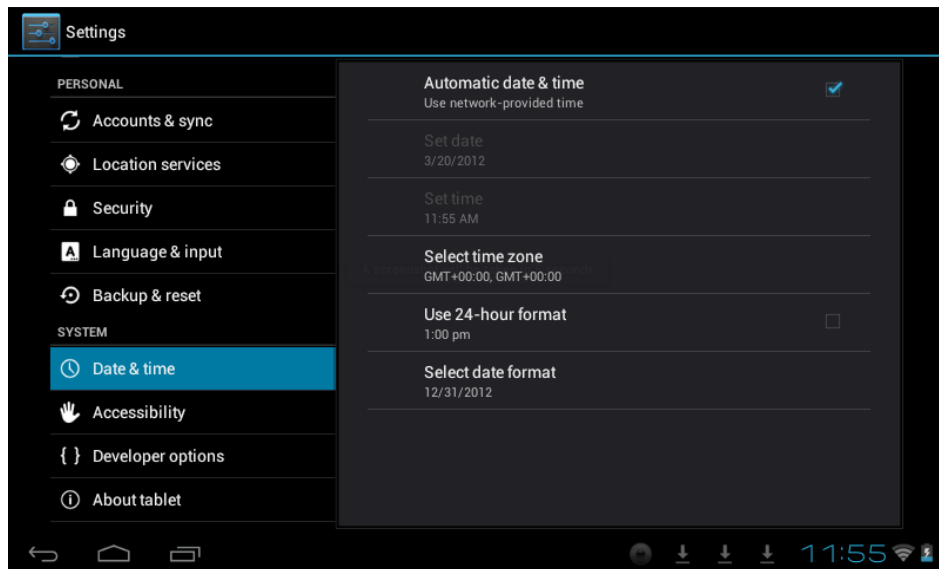 Settings
PERSONAL
Accounts & sync
Location services
Security
Language & input
Backup & reset
SYSTEM
Date & time
Accessibility
{ } Developer options
About tablet
Automatic date & time
Use network-provided time
Set date
3/20/2012
Set time
11:55 AM
Select time zone
GMT+00:00, GMT+00:00
Use 24-hour format
1:00 pm
Select date format
12/31/2012
11:55